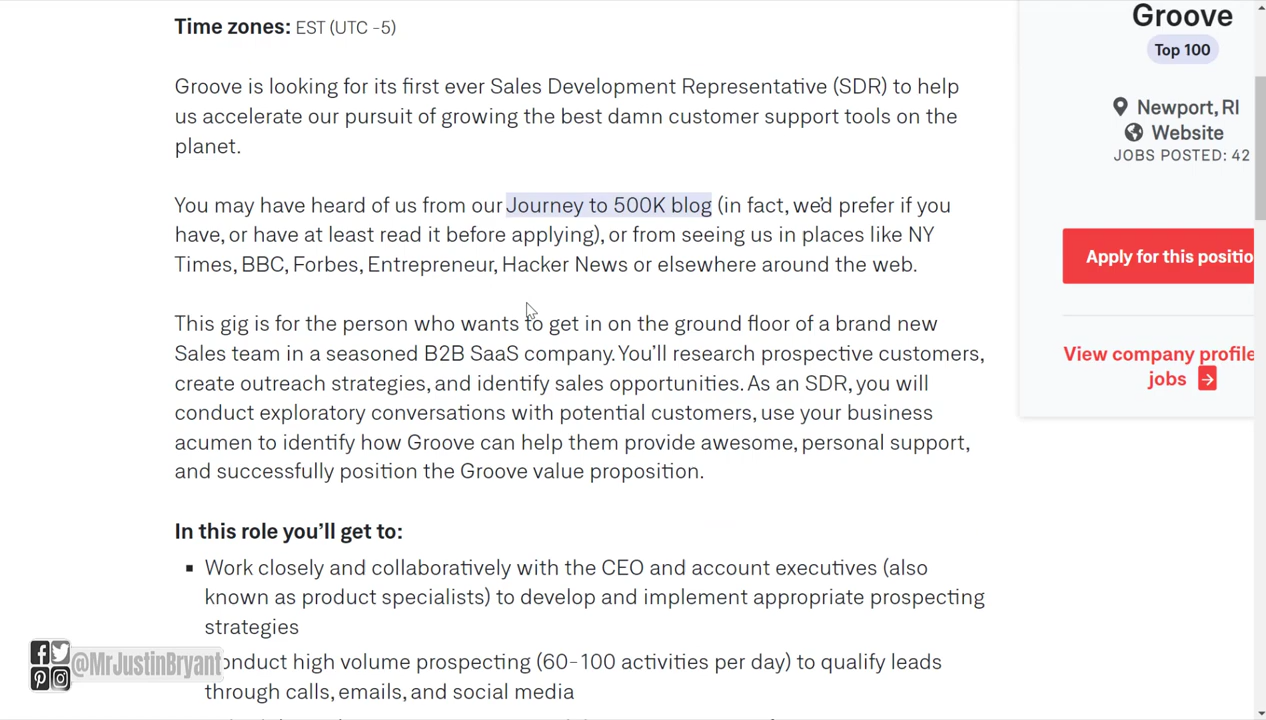 Time zones: EST (UTC -5)
Groove is looking for its first ever Sales Development Representative (SDR) to help
us accelerate our pursuit of growing the best damn customer support tools on the
planet.
You may have heard of us from our Journey to 500K blog (in fact, we'd prefer if you
have, or have at least read it before applying), or from seeing us in places like NY
Times, BBC, Forbes, Entrepreneur, Hacker News or elsewhere around the web.
This gig is for the person who wants to get in on the ground floor of a brand new
Sales team in a seasoned B2B SaaS company. You'll research prospective customers,
create outreach strategies, and identify sales opportunities. As an SDR, you will
conduct exploratory conversations with potential customers, use your business
acumen to identify how Groove can help them provide awesome, personal support,
and successfully position the Groove value proposition.
In this role you'll get to:
Work closely and collaboratively with the CEO and account executives (also
known as product specialists) to develop and implement appropriate prospecting
strategies
onduct high volume prospecting (60-100 activities per day) to qualify leads
through calls, emails, and social media
@MrJustinBryant
Groove
Top 100
Newport, RI
Website
JOBS POSTED: 42
Apply for this positio
View company profile
jobs